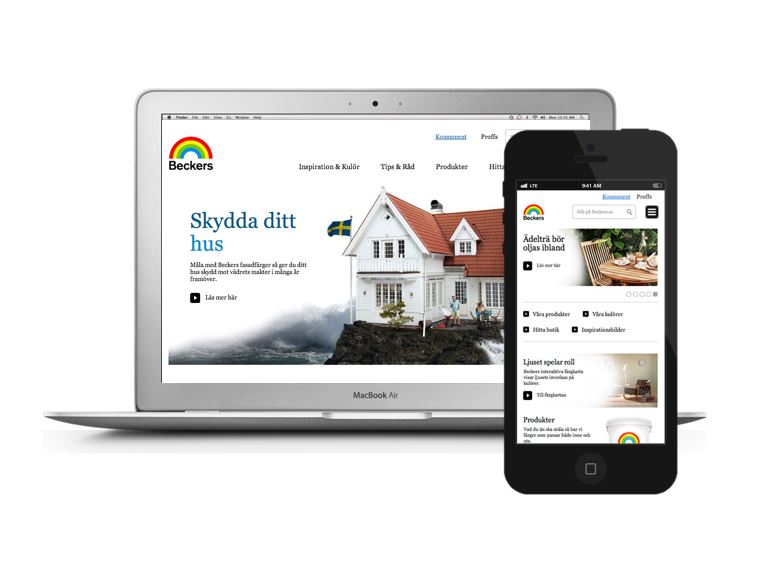 Finder File Edit View Go Window Help
Mon 10:55 AM
Beckers
Konsument Proffs
Inspiration & Kulör Tips & Råd Produkter Hitta
Skydda ditt
hus
Måla med Beckers fasadfärger så ger du ditt
hus skydd mot vädrets makter i många år
framöver.
Läs mer här
MacBook Air
LTE 9:41 AM
Konsument Proffs
Beckers
Sök på Beckers.se
Ädelträ bör
oljas ibland
Läs mer här
Våra produkter Våra kulörer
Hitta butik Inspirationsbilder
Ljuset spelar roll
Beckers interaktiva färgkarta
visar ljusets inverkan på
kulörer.
Till färgkartan
Produkter
Vad du än ska måla så har vi
färger som passar både inne och
ute.